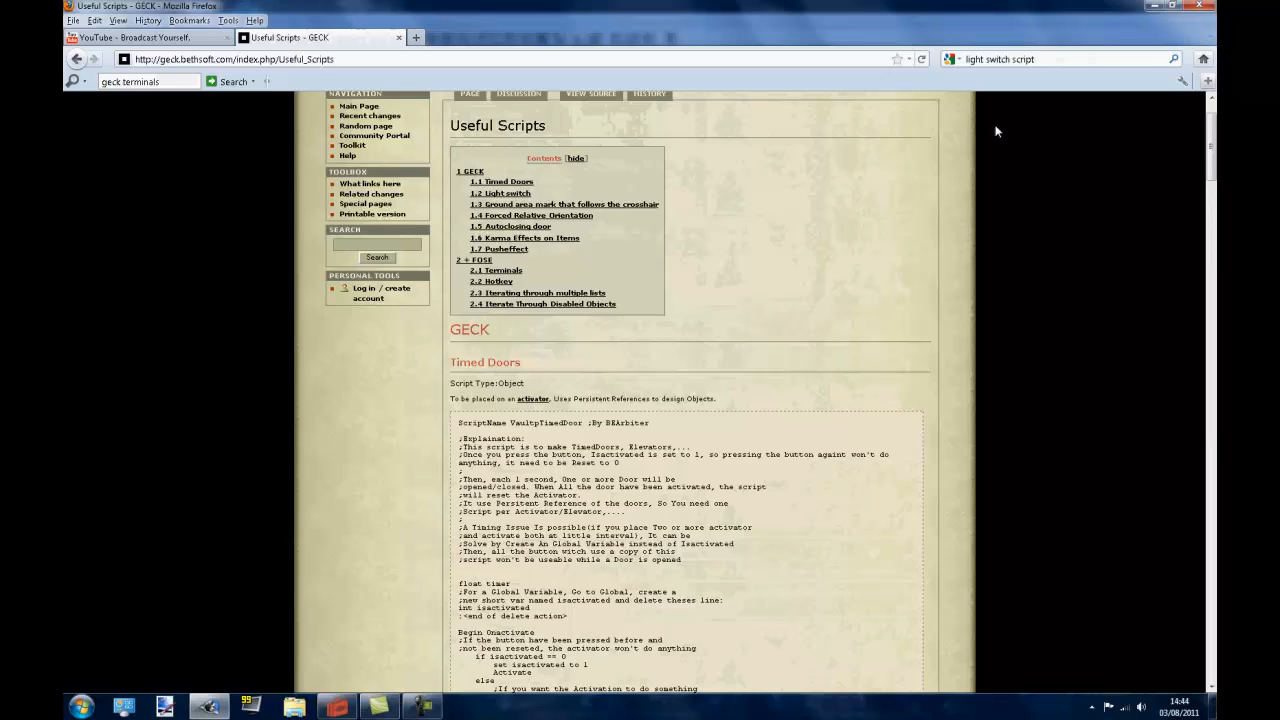 Useful Scripts - GECK - Mozilla Firefox
File Edit View History Bookmarks Tools Help
YouTube - Broadcast Yourself.
Useful Scripts - GECK
http://geck.bethsoft.com/index.php/Useful_Scripts
light switch script
geck terminals
Search
NAVIGATION
Main Page
Recent changes
Random page
Community Portal
Toolkit
Help
TOOLBOX
What links here
Related changes
Special pages
Printable version
SEARCH
Search
PERSONAL TOOLS
Log in / create
account
PAGE DISCUSSION VIEW SOURCE HISTORY
Useful Scripts
Contents [hide]
1 GECK
1.1 Timed Doors
1.2 Light switch
1.3 Ground area mark that follows the crosshair
1.4 Forced Relative Orientation
1.5 Autoclosing door
1.6 Karma Effects on Items
1.7 Pusheffect
2 + FOSE
2.1 Terminals
2.2 Hotkey
2.3 Iterating through multiple lists
2.4 Iterate Through Disabled Objects
GECK
Timed Doors
Script Type:Object
To be placed on an activator. Uses Persistent References to design Objects.
ScriptName VaultpTimedDoor ;By BEArbiter
;Explaination:
;This script is to make TimedDoors, Elevators,...
;Once you press the button, Isactivated is set to 1, so pressing the button againt won't do
anything, it need to be Reset to 0
;
;Then, each 1 second, One or more Door will be
;opened/closed. When All the door have been activated, the script
;will reset the Activator.
;It use Persitent Reference of the doors, So You need one
;Script per Activator/Elevator,....
;
;A Timing Issue Is possible(if you place Two or more activator
;and activate both at little interval), It can be
;Solve by Create An Global Variable instead of Isactivated
;Then, all the button witch use a copy of this
;script won't be useable while a Door is opened
float timer
;For a Global Variable, Go to Global, create a
;new short var named isactivated and delete theses line:
int isactivated
;<end of delete action>
Begin Onactivate
;If the button have been pressed before and
;not been reseted, the activator won't do anything
if isactivated == 0
set isactivated to 1
Activate
else
;If you want the Activation to do something
99
14:44
03/08/2011